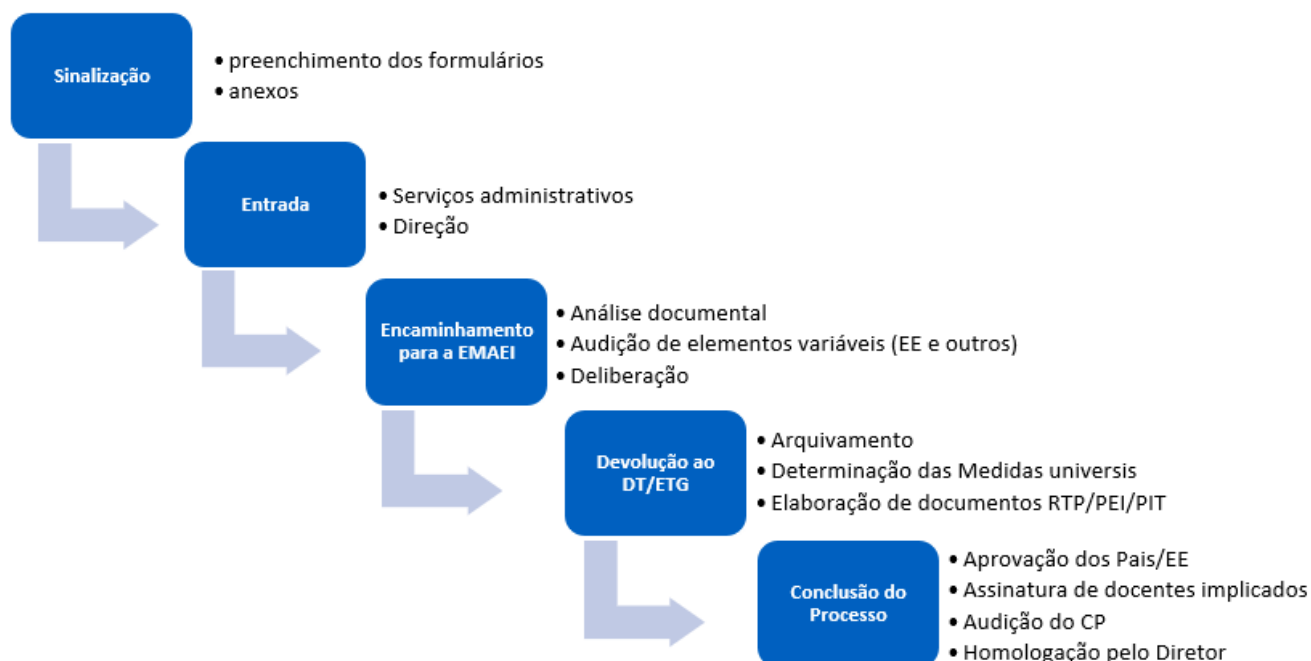 Sinalização
• preenchimento dos formulários
• anexos
Entrada
• Serviços administrativos
• Direção
Encaminhamento
para a EMAEI
• Análise documental
• Audição de elementos variáveis (EE e outros)
• Deliberação
Devolução ao
DT/ETG
• Arquivamento
• Determinação das Medidas universis
• Elaboração de documentos RTP/PEI/PIT
Conclusão do
Processo
• Aprovação dos Pais/EE
• Assinatura de docentes implicados
• Audição do CP
• Homologação pelo Diretor